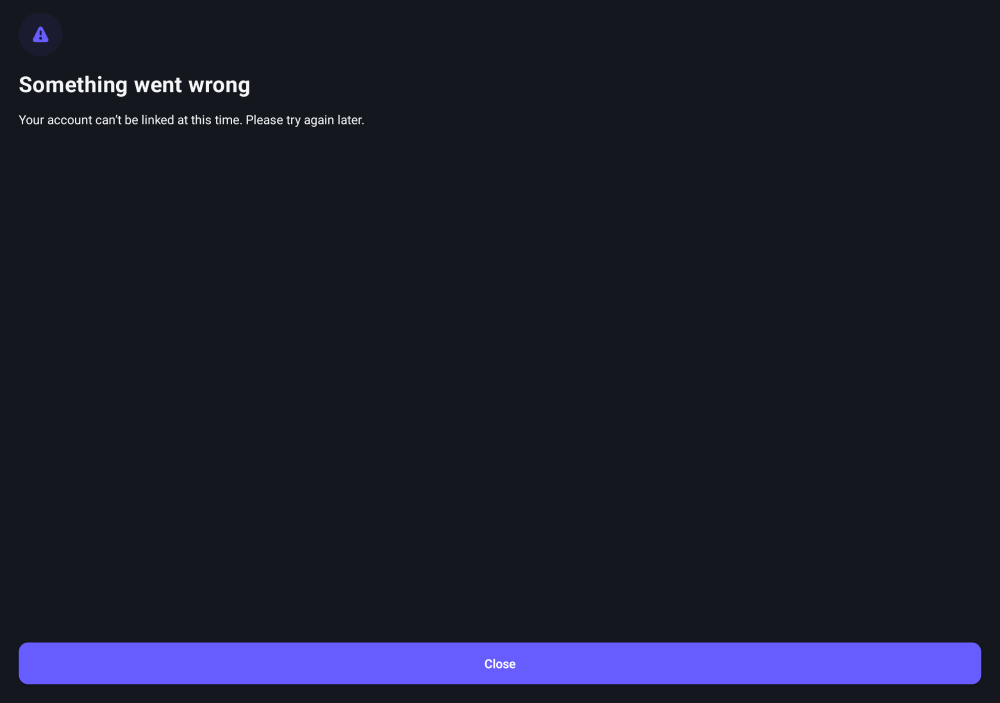 Something went wrong
Your account can't be linked at this time. Please try again later.
Close